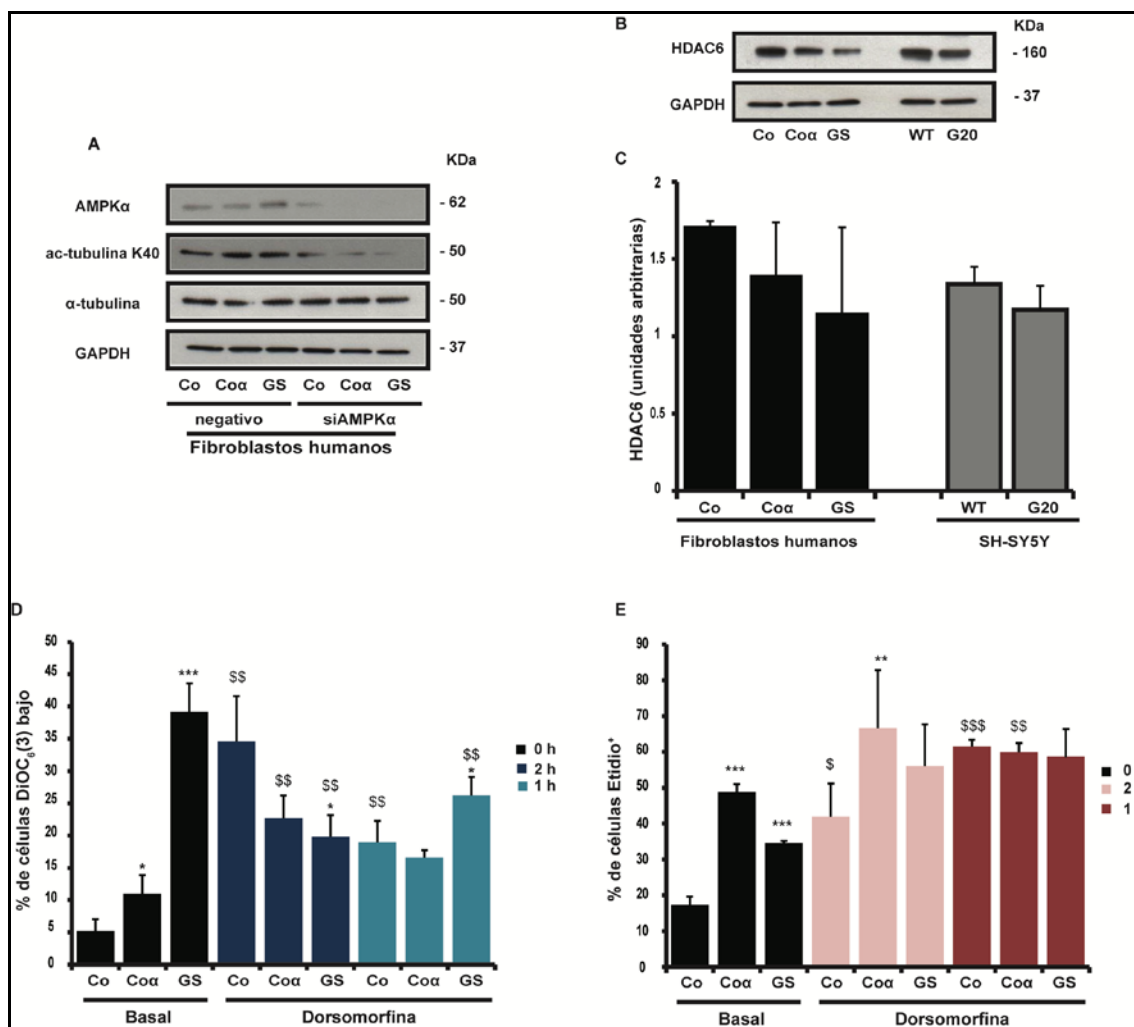 A
KDa
AMPKα
- 62
ac-tubulina K40
- 50
α-tubulina
- 50
GAPDH
- 37
Co Coα GS Co Coα GS
negativo siAMPKα
Fibroblastos humanos
B
KDa
HDAC6
- 160
GAPDH
- 37
Co Coα GS WT G20
C
HDAC6 (unidades arbitrarias)
2
1.5
1
0.5
0
Co Coα GS WT G20
Fibroblastos humanos SH-SY5Y
D
% de células DiOC6(3) bajo
50
45
40
35
30
25
20
15
10
5
0
* *** $$ $$ $$ * $$ $$ *
0 h
2 h
1 h
Co Coα GS Co Coα GS Co Coα GS
Basal Dorsomorfina
E
% de células Etidio+
90
80
70
60
50
40
30
20
10
0
*** *** $ ** $$$ $$
0
2
1
Co Coα GS Co Coα GS Co Coα GS
Basal Dorsomorfina